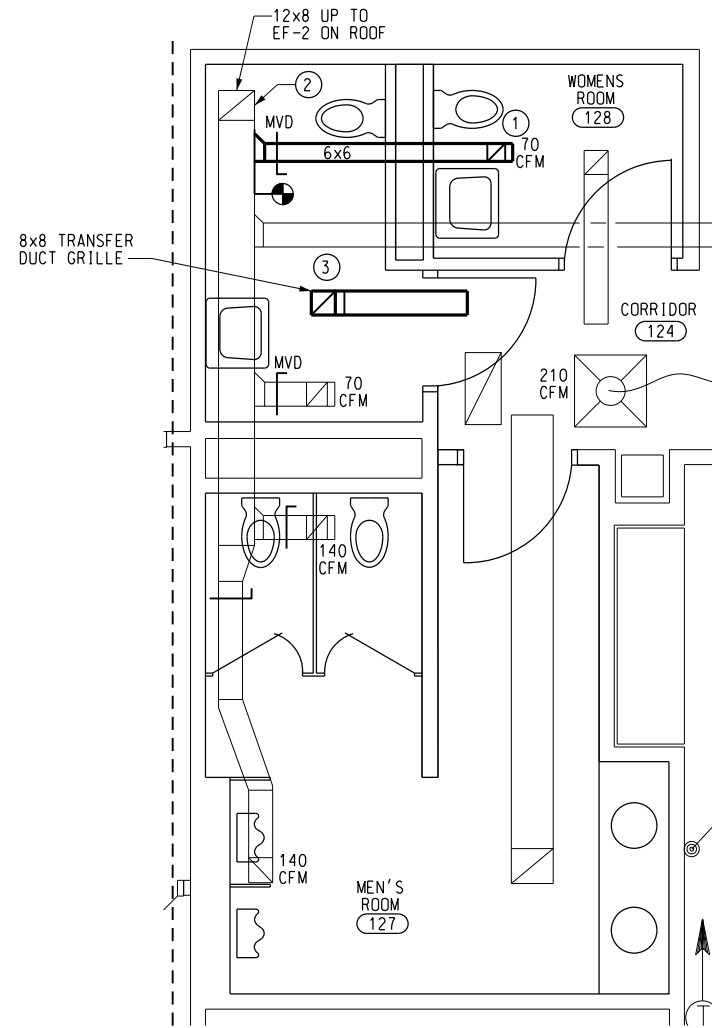 12x8 UP TO
EF-2 ON ROOF
2
WOMENS
ROOM
128
MVD
1
70
CFM
6x6
8x8 TRANSFER
DUCT GRILLE
3
CORRIDOR
124
MVD
70
CFM
210
CFM
140
CFM
140
CFM
MEN'S
ROOM
127
T